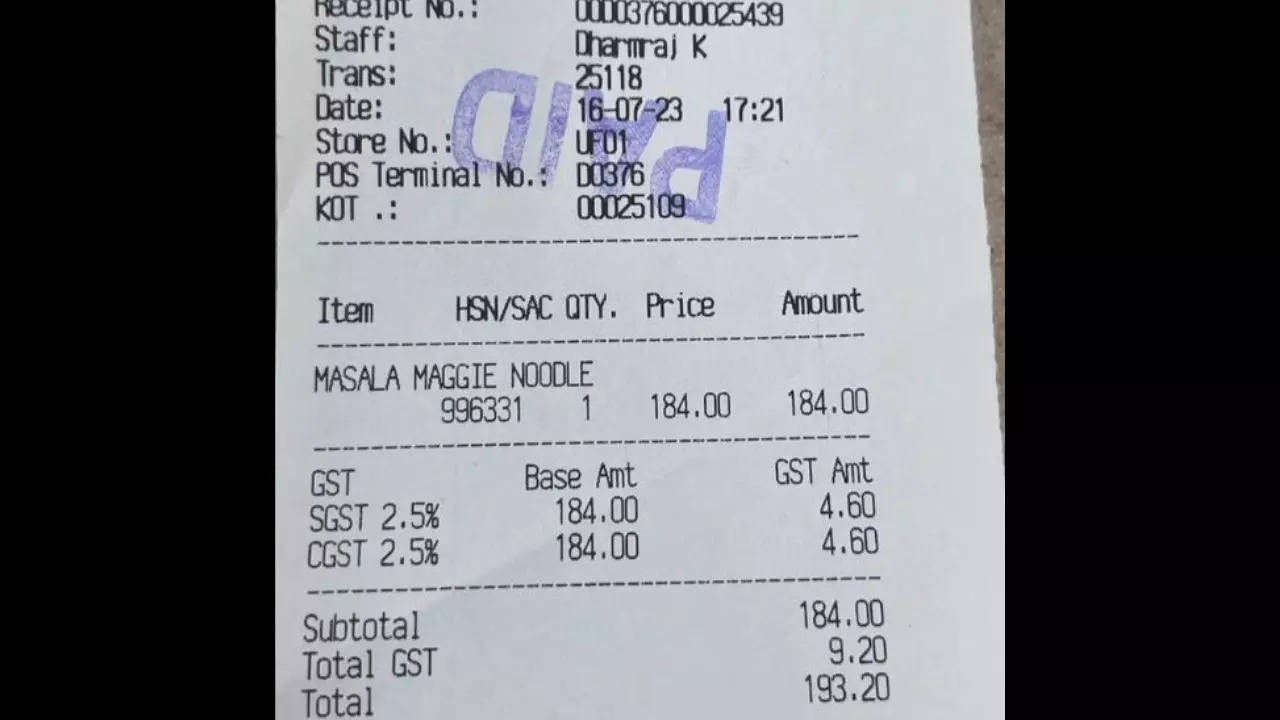 Receipt No.: 0000376000025439
Staff: Dharmraj K
Trans: 25118
Date: 16-07-23 17:21
Store No.: UF01
POS Terminal No.: D0376
KOT .: 00025109
PAID
Item HSN/SAC QTY. Price Amount
MASALA MAGGIE NOODLE
996331 1 184.00 184.00
GST Base Amt GST Amt
SGST 2.5% 184.00 4.60
CGST 2.5% 184.00 4.60
Subtotal 184.00
Total GST 9.20
Total 193.20